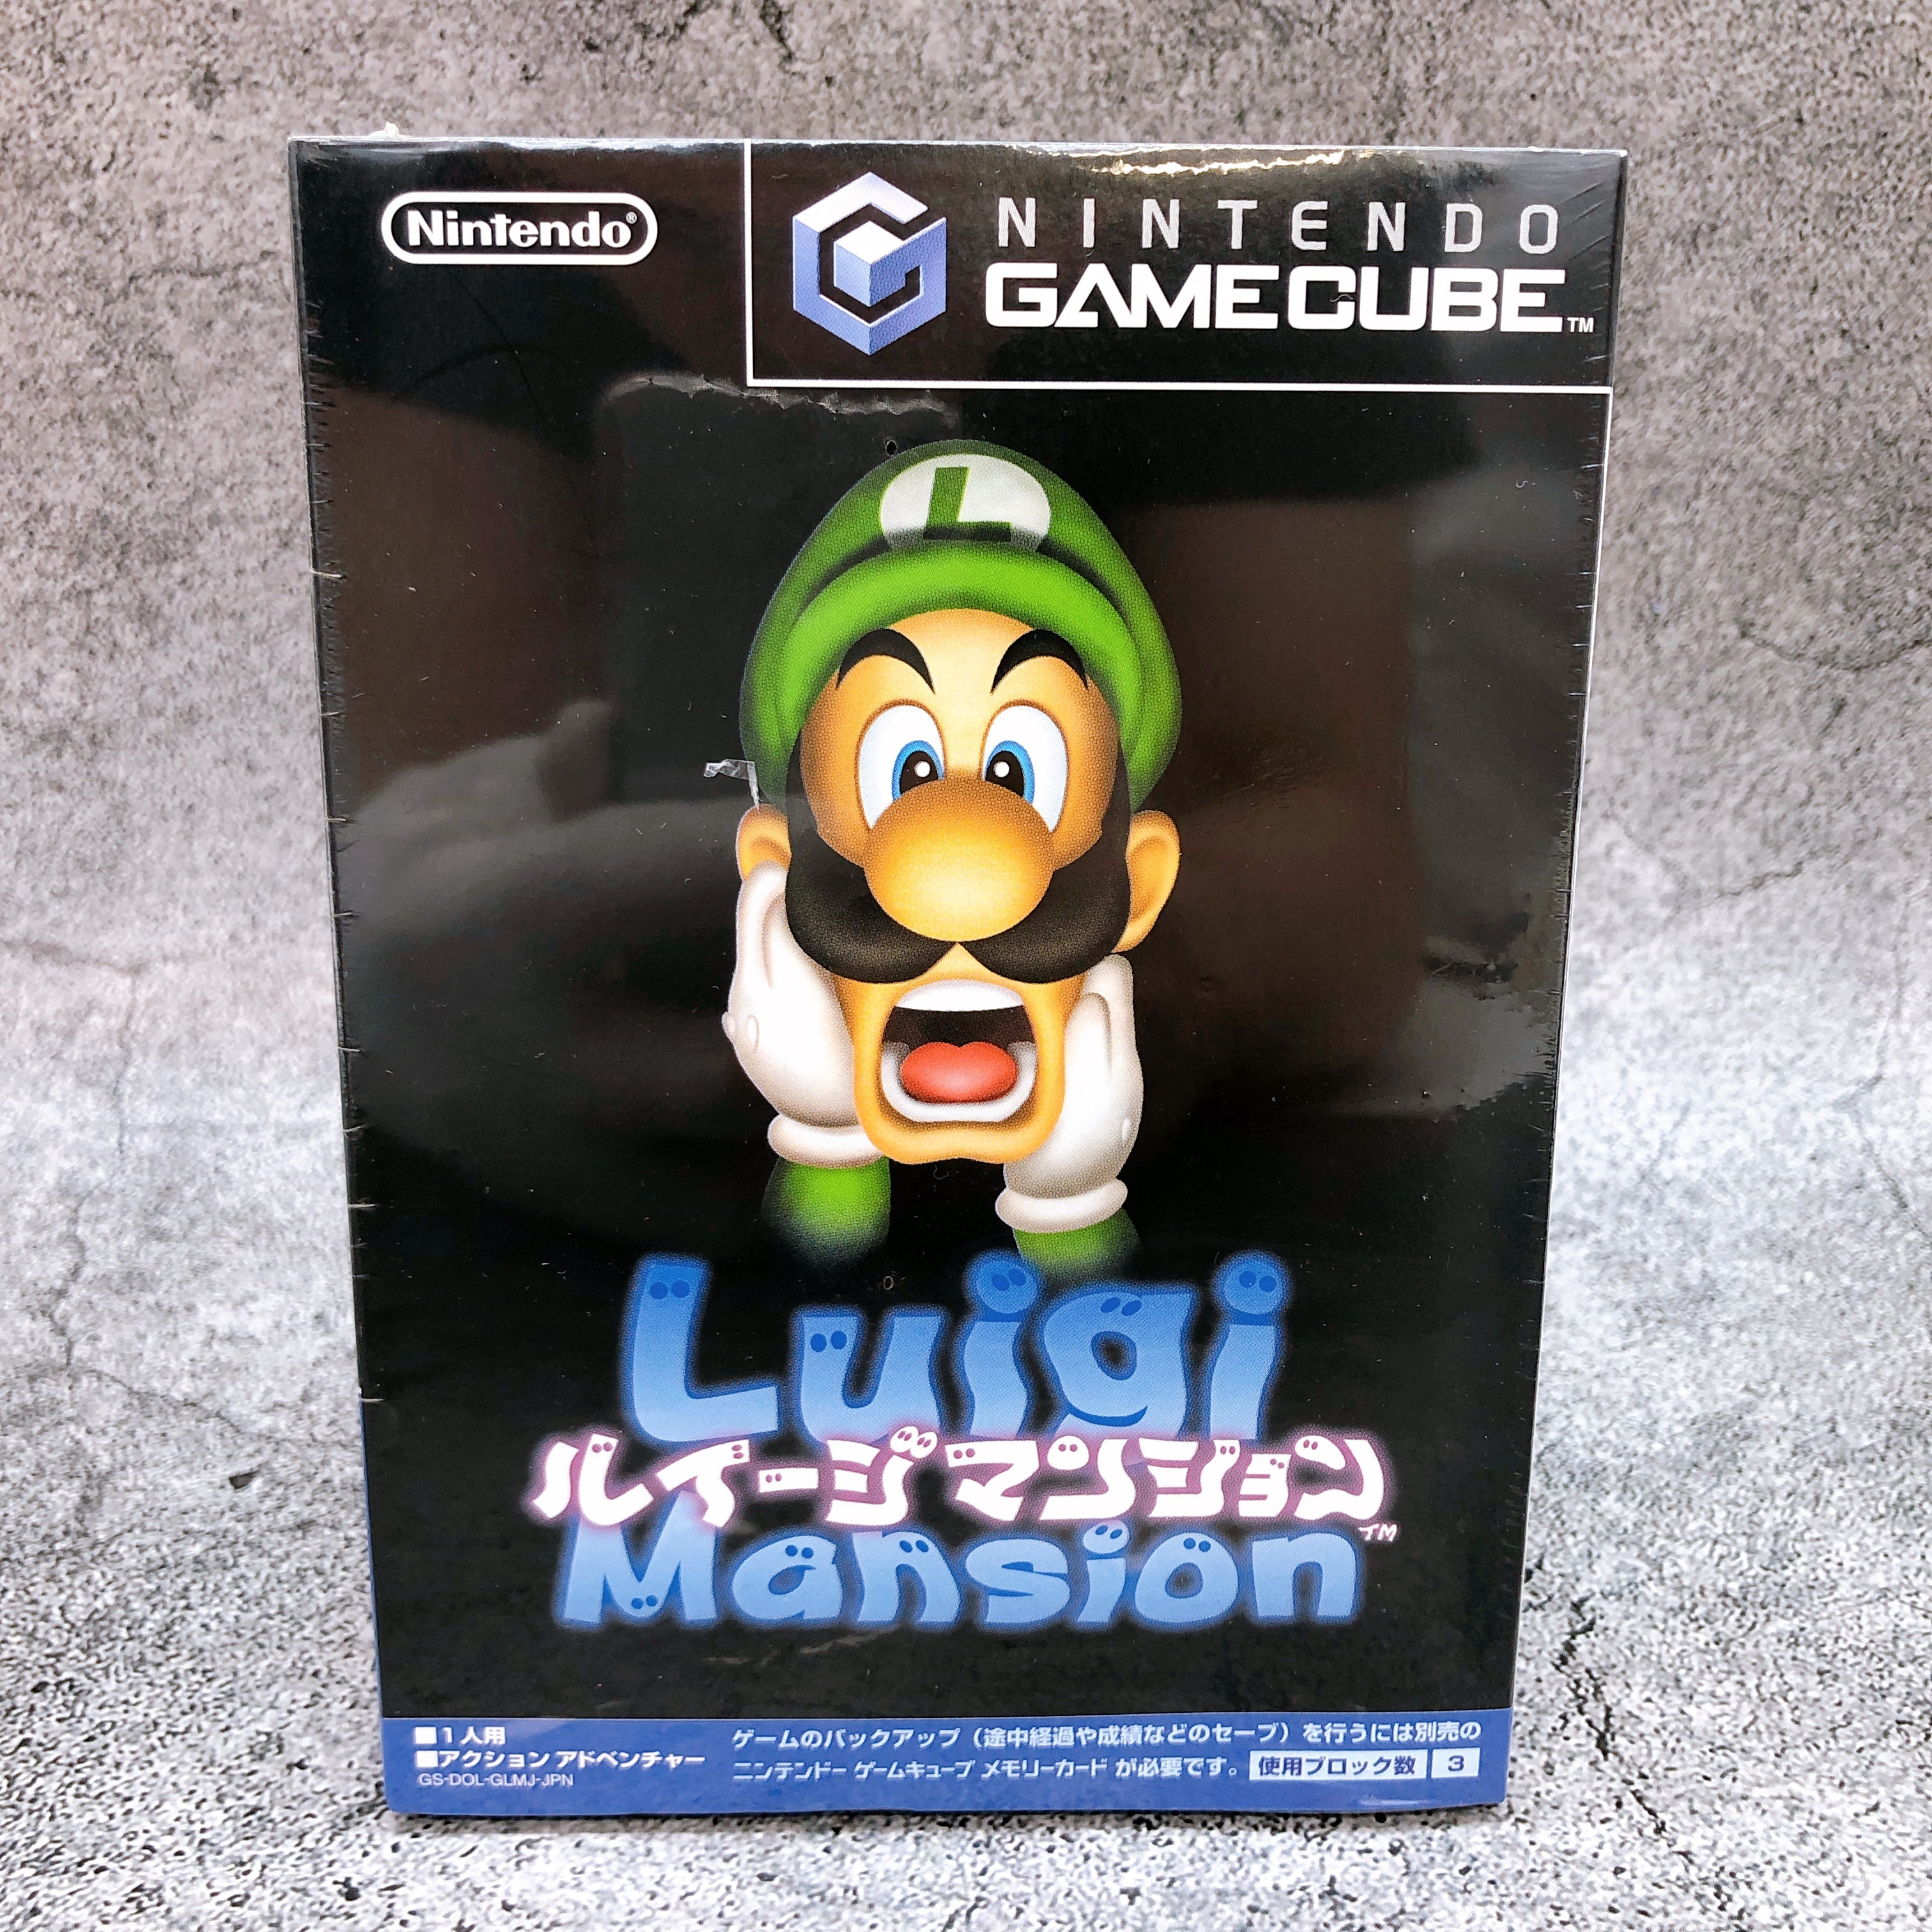 Nintendo®
NINTENDO
GAMECUBE™
L
Luigi
ルイージマンション™
Mansion
■1人用
■アクション アドベンチャー
GS-DOL-GLMJ-JPN
ゲームのバックアップ（途中経過や成績などのセーブ）を行うには別売の
ニンテンドー ゲームキューブ メモリーカード が必要です。 使用ブロック数 3